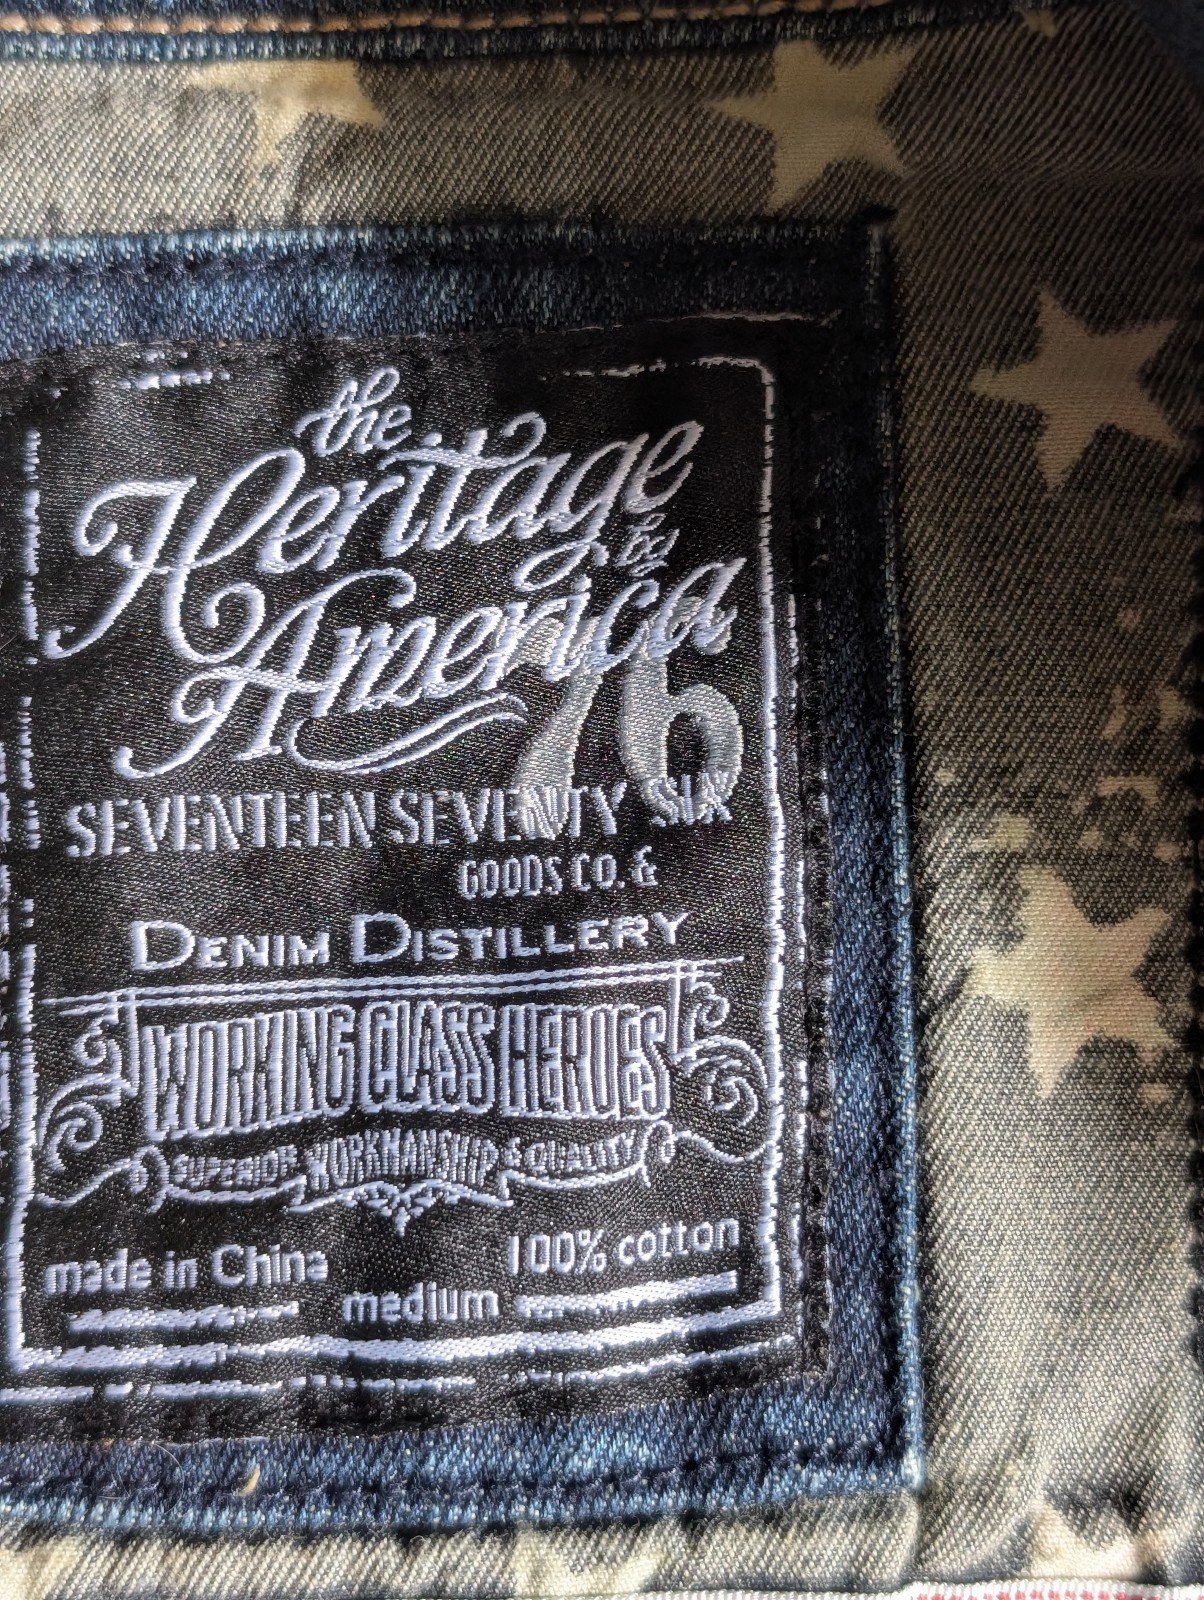 the
Heritage
of
America
76
SEVENTEEN SEVENTY SIX
GOODS CO. &
DENIM DISTILLERY
WORKING CLASS HEROES
SUPERIOR WORKMANSHIP & QUALITY
made in China
100% cotton
medium